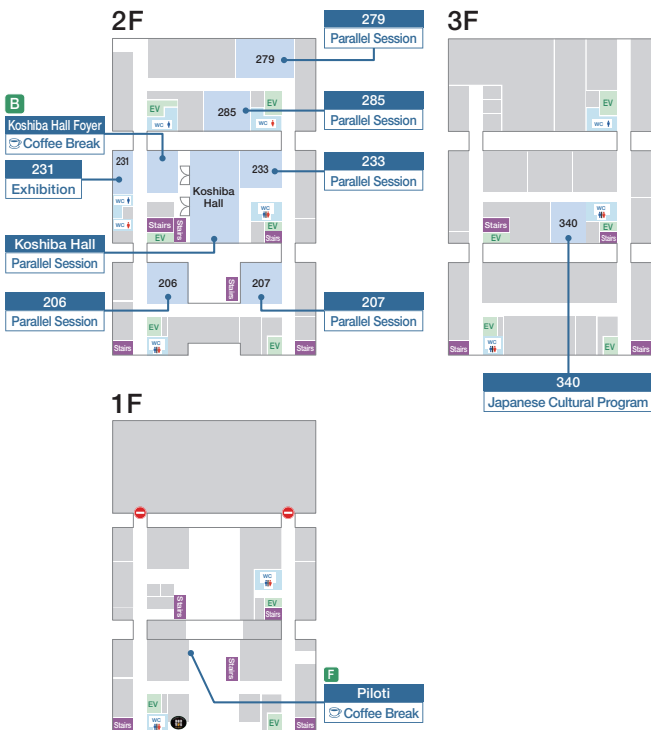 2F
3F
279
Parallel Session
279
285
Parallel Session
285
EV
EV
EV
WC
WC
WC
B
Koshiba Hall Foyer
Coffee Break
231
Exhibition
231
233
Parallel Session
233
Koshiba
Hall
WC
WC
WC
WC
Stairs
Stairs
EV
EV
Stairs
Stairs
EV
340
EV
Stairs
Koshiba Hall
Parallel Session
206
Parallel Session
206
Stairs
207
207
Parallel Session
EV
WC
EV
Stairs
Stairs
EV
WC
EV
Stairs
Stairs
340
Japanese Cultural Program
1F
WC
EV
Stairs
Stairs
Stairs
F
Piloti
Coffee Break
EV
WC
EV
Stairs
Stairs